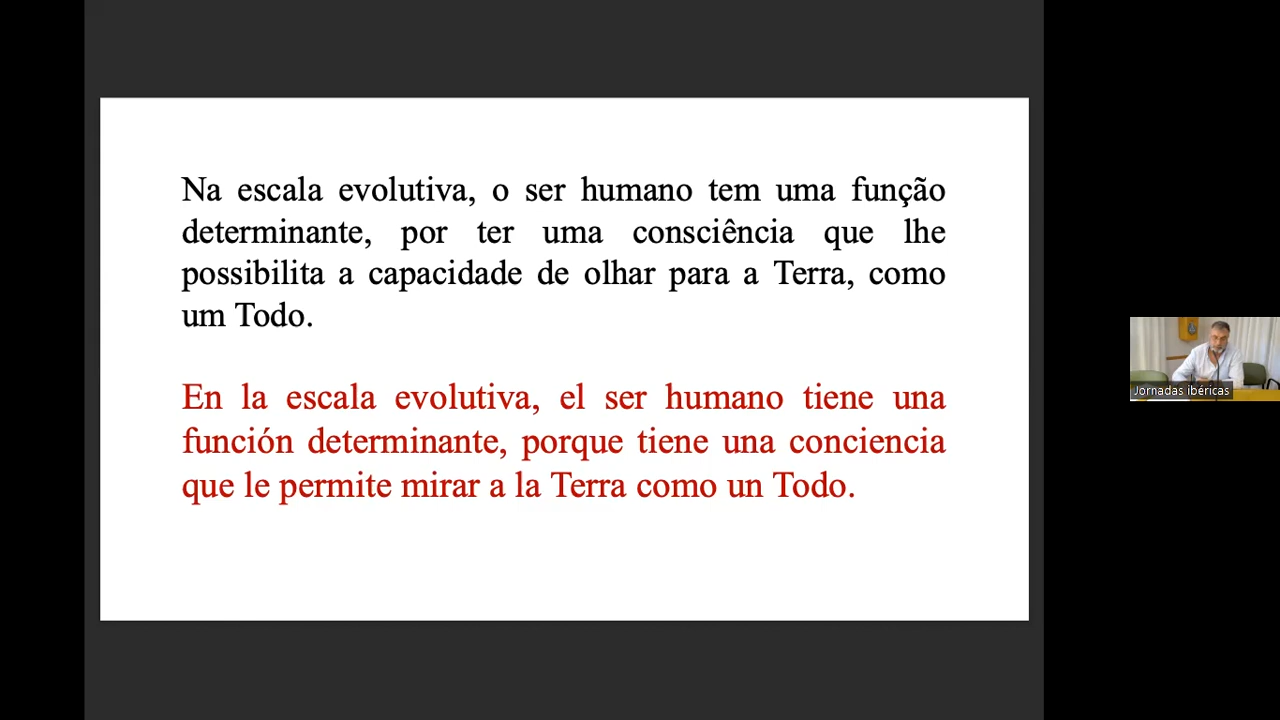 Na escala evolutiva, o ser humano tem uma função
determinante, por ter uma consciência que lhe
possibilita a capacidade de olhar para a Terra, como
um Todo.
En la escala evolutiva, el ser humano tiene una
función determinante, porque tiene una conciencia
que le permite mirar a la Terra como un Todo.
Jornadas ibéricas